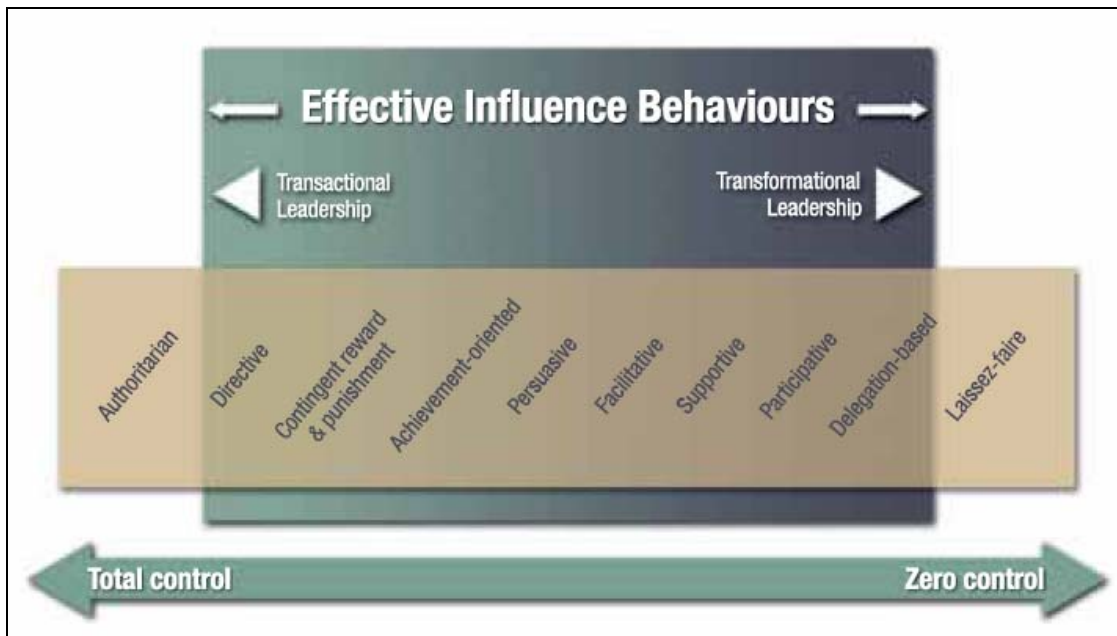 Effective Influence Behaviours
Transactional
Leadership
Transformational
Leadership
Authoritarian
Directive
Contingent reward
& punishment
Achievement-oriented
Persuasive
Facilitative
Supportive
Participative
Delegation-based
Laissez-faire
Total control
Zero control